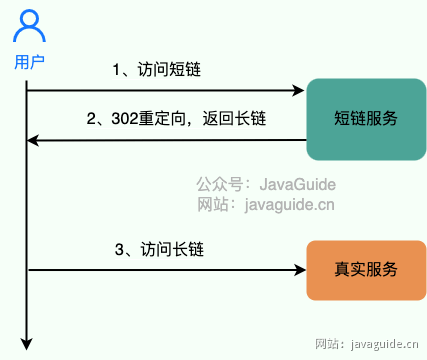 用户
1、访问短链
2、302重定向，返回长链
短链服务
公众号：JavaGuide
网站：javaguide.cn
3、访问长链
真实服务
网站：javaguide.cn